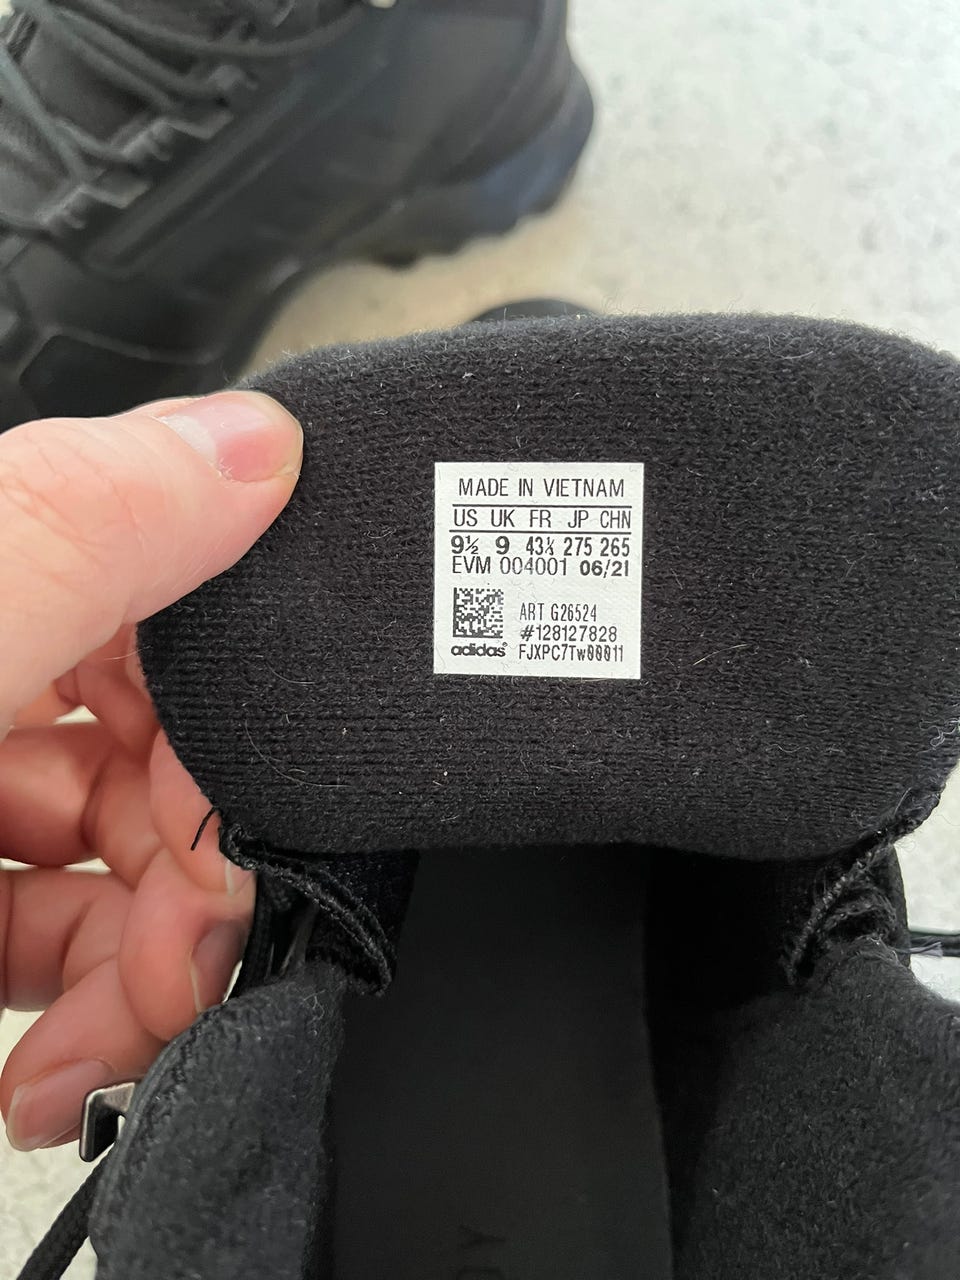 MADE IN VIETNAM
US UK FR JP CHN
9½ 9 43⅓ 275 265
EVM 004001 06/21
ART G26524
#128127828
adidas® FJXPC7Tw00011